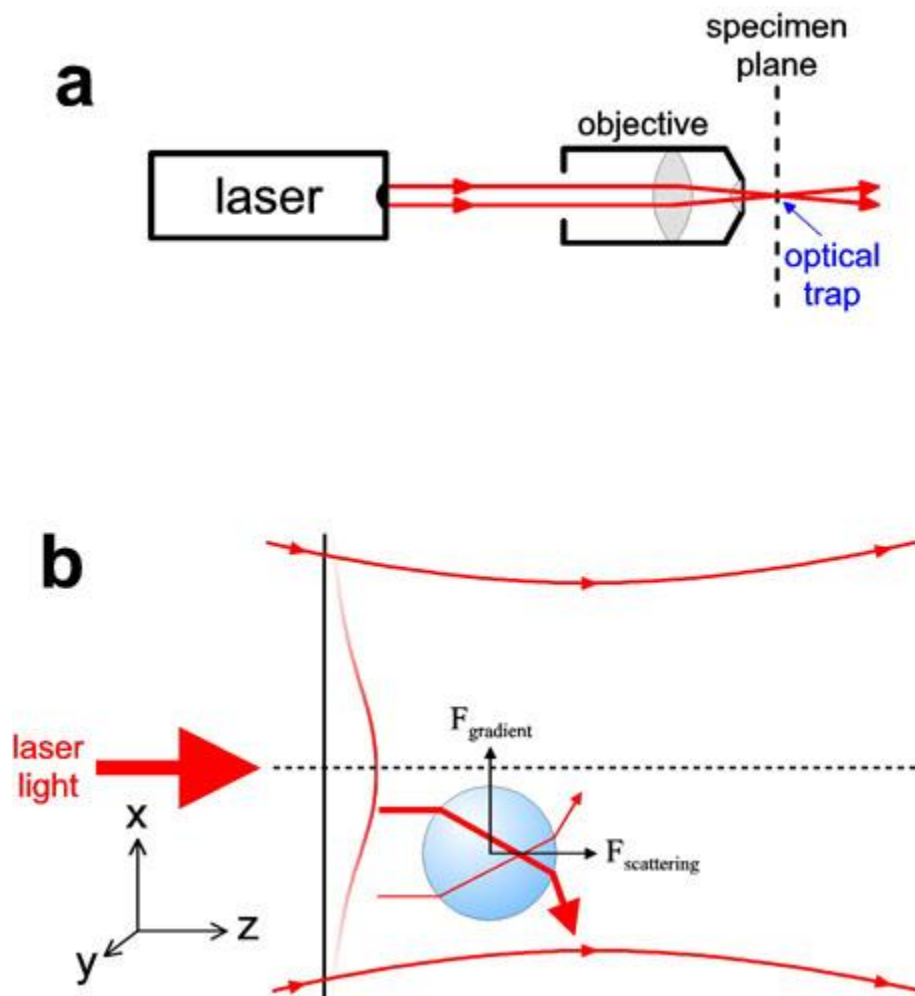 a
specimen
plane
objective
laser
optical
trap
b
F_gradient
laser
light
x
F_scattering
z
y